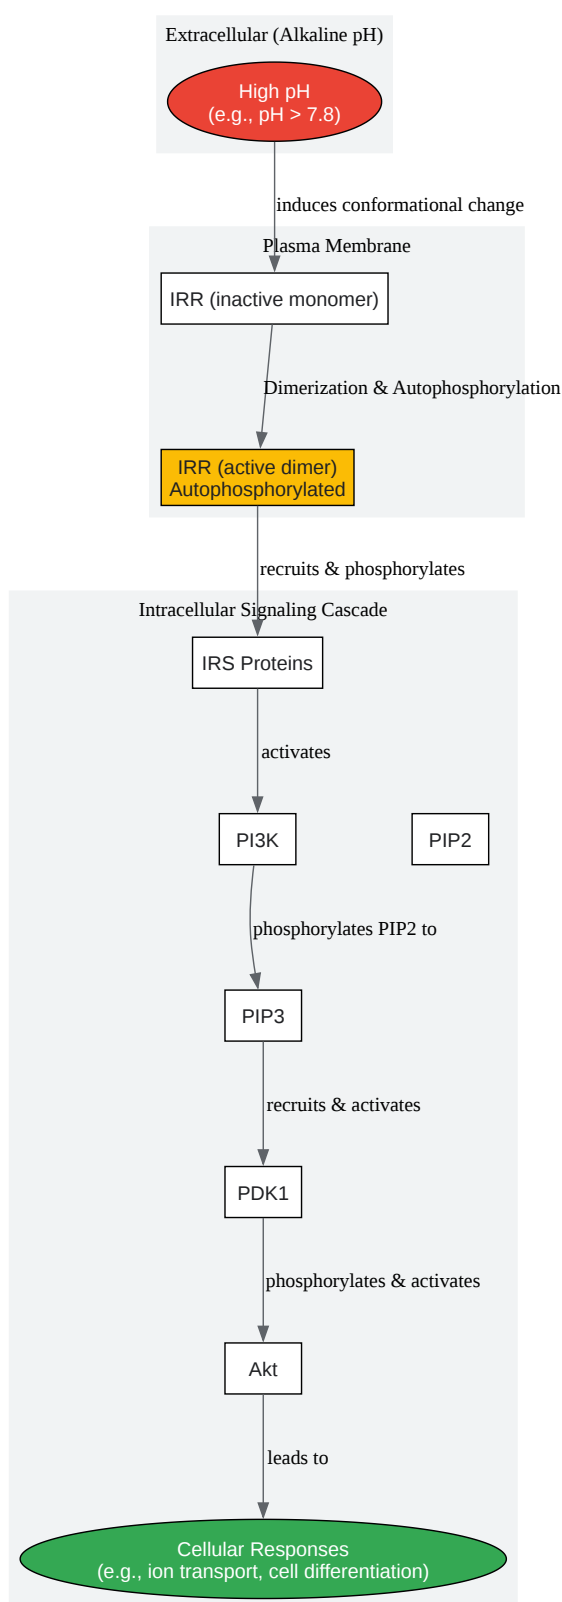 Extracellular (Alkaline pH)
High pH
(e.g., pH > 7.8)
induces conformational change
Plasma Membrane
IRR (inactive monomer)
Dimerization & Autophosphorylation
IRR (active dimer)
Autophosphorylated
recruits & phosphorylates
Intracellular Signaling Cascade
IRS Proteins
activates
PI3K
PIP2
phosphorylates PIP2 to
PIP3
recruits & activates
PDK1
phosphorylates & activates
Akt
leads to
Cellular Responses
(e.g., ion transport, cell differentiation)